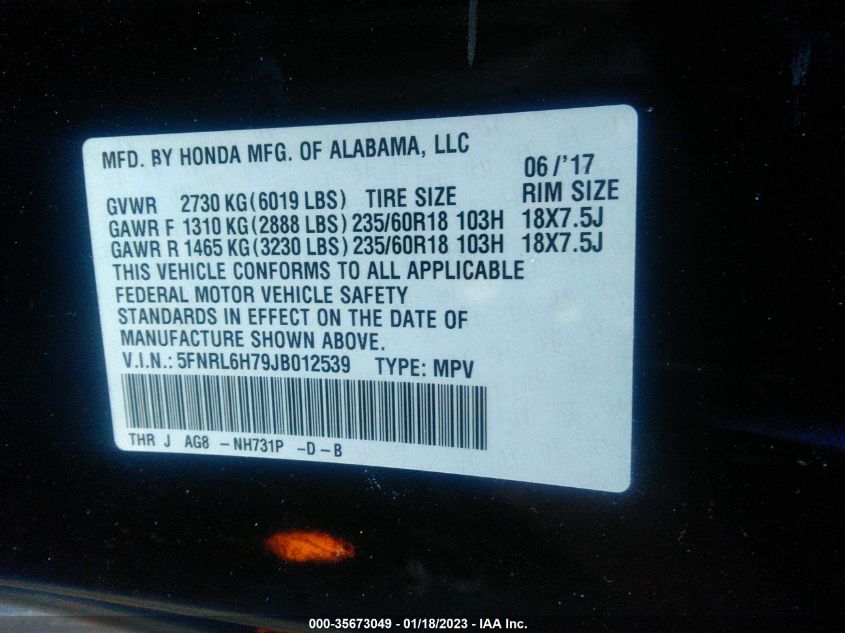 MFD. BY HONDA MFG. OF ALABAMA, LLC
06/'17
GVWR 2730 KG(6019 LBS) TIRE SIZE RIM SIZE
GAWR F 1310 KG(2888 LBS) 235/60R18 103H 18X7.5J
GAWR R 1465 KG(3230 LBS) 235/60R18 103H 18X7.5J
THIS VEHICLE CONFORMS TO ALL APPLICABLE
FEDERAL MOTOR VEHICLE SAFETY
STANDARDS IN EFFECT ON THE DATE OF
MANUFACTURE SHOWN ABOVE.
V.I.N.: 5FNRL6H79JB012539 TYPE: MPV
THR J AG8 -NH731P -D-B
000-35673049 - 01/18/2023 - IAA Inc.